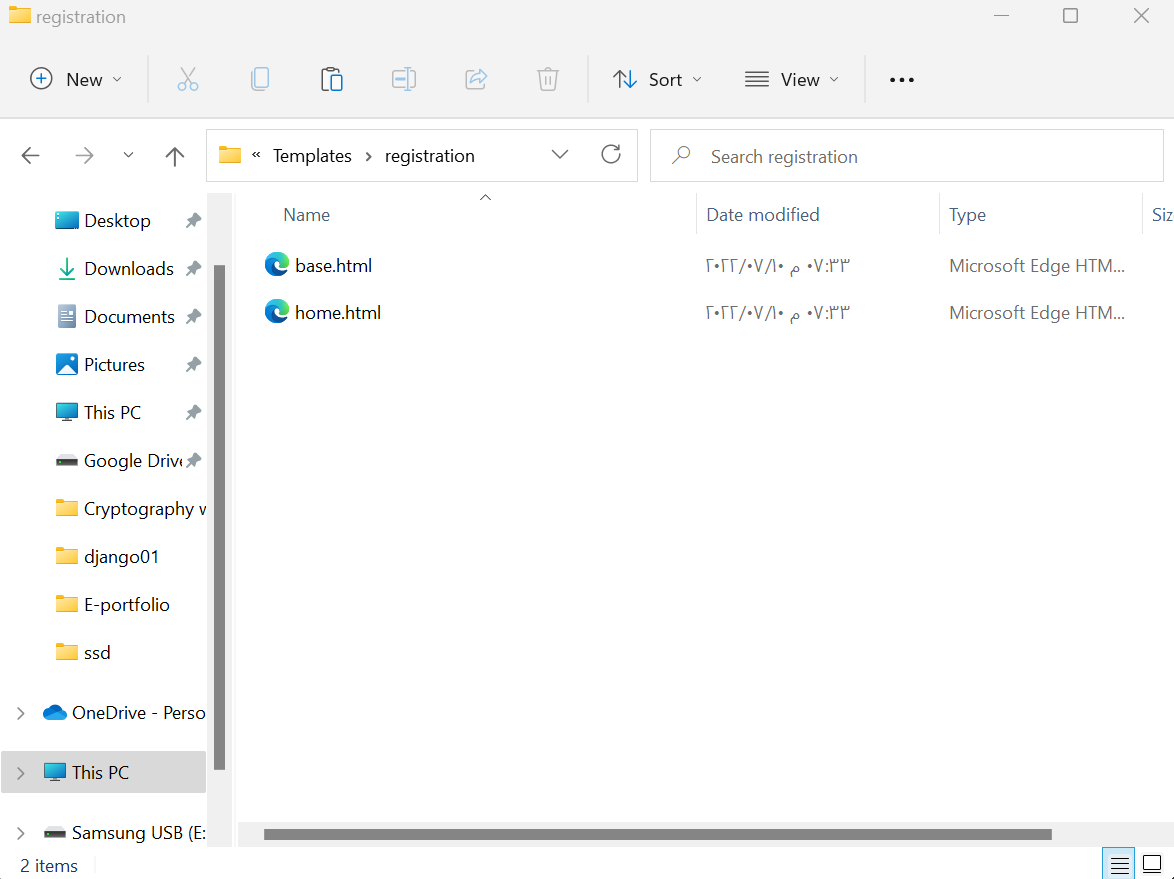 registration
New
Sort
View
« Templates › registration
Search registration
Name
Date modified
Type
Siz
base.html
٢٠٢٢/٠٧/١٠ م ٠٧:٣٣
Microsoft Edge HTM...
home.html
٢٠٢٢/٠٧/١٠ م ٠٧:٣٣
Microsoft Edge HTM...
Desktop
Downloads
Documents
Pictures
This PC
Google Drive
Cryptography w
django01
E-portfolio
ssd
OneDrive - Perso
This PC
Samsung USB (E:
2 items